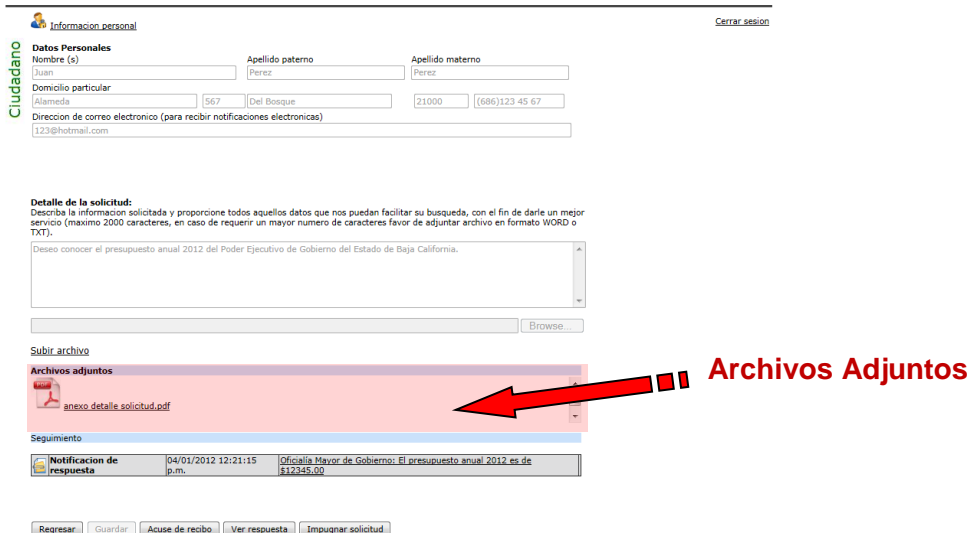 Informacion personal
Cerrar sesion
Ciudadano
Datos Personales
Nombre (s) Apellido paterno Apellido materno
Juan Perez Perez
Domicilio particular
Alameda 567 Del Bosque 21000 (686)123 45 67
Direccion de correo electronico (para recibir notificaciones electronicas)
123@hotmail.com
Detalle de la solicitud:
Describa la informacion solicitada y proporcione todos aquellos datos que nos puedan facilitar su busqueda, con el fin de darle un mejor
servicio (maximo 2000 caracteres, en caso de requerir un mayor numero de caracteres favor de adjuntar archivo en formato WORD o
TXT).
Deseo conocer el presupuesto anual 2012 del Poder Ejecutivo de Gobierno del Estado de Baja California.
Browse...
Subir archivo
Archivos adjuntos
PDF
anexo detalle solicitud.pdf
Archivos Adjuntos
Seguimiento
Notificacion de 04/01/2012 12:21:15 Oficialía Mayor de Gobierno: El presupuesto anual 2012 es de
respuesta p.m. $12345.00
Regresar Guardar Acuse de recibo Ver respuesta Impugnar solicitud